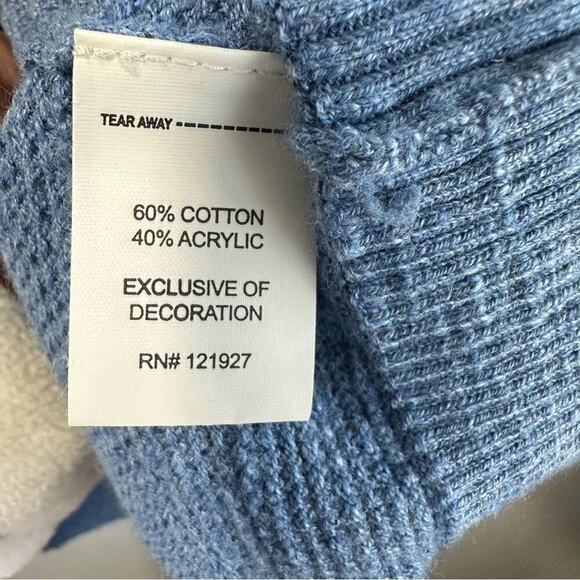 TEAR AWAY -----------
60% COTTON
40% ACRYLIC
EXCLUSIVE OF
DECORATION
RN# 121927